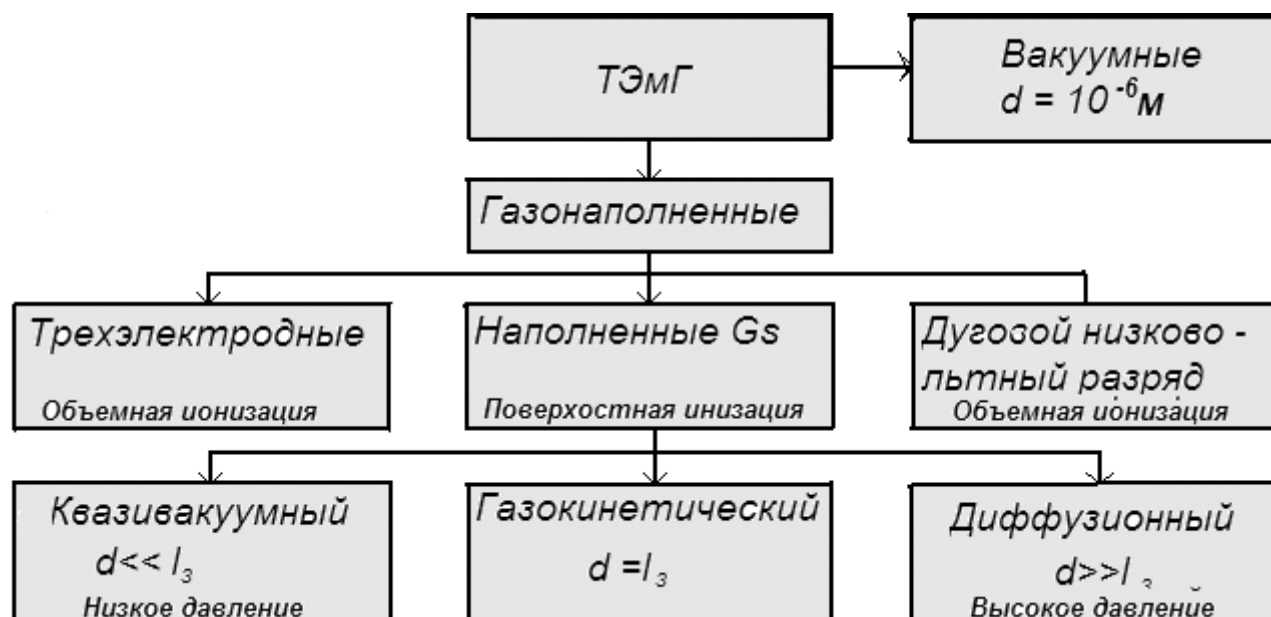 ТЭмГ
Вакуумные
d = 10⁻⁶м
Газонаполненные
Трехэлектродные
Объемная ионизация
Наполненные Gs
Поверхостная инизация
Дуговой низково -
льтный разряд
Объемная ионизация
Квазивакуумный
d<< l₃
Низкое давление
Газокинетический
d =l₃
Диффузионный
d>>l₃
Высокое давление